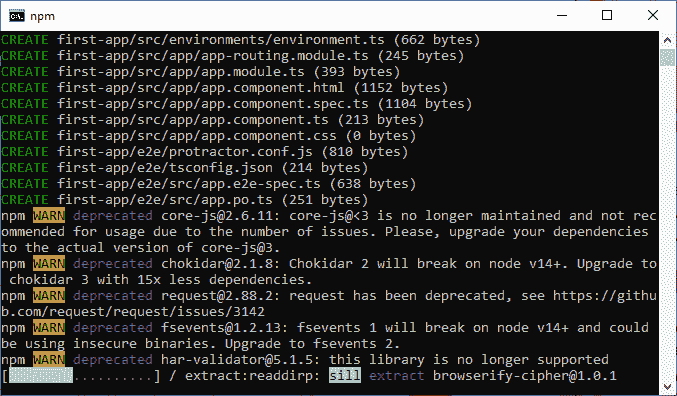 npm
CREATE first-app/src/environments/environment.ts (662 bytes)
CREATE first-app/src/app/app-routing.module.ts (245 bytes)
CREATE first-app/src/app/app.module.ts (393 bytes)
CREATE first-app/src/app/app.component.html (1152 bytes)
CREATE first-app/src/app/app.component.spec.ts (1104 bytes)
CREATE first-app/src/app/app.component.ts (213 bytes)
CREATE first-app/src/app/app.component.css (0 bytes)
CREATE first-app/e2e/protractor.conf.js (810 bytes)
CREATE first-app/e2e/tsconfig.json (214 bytes)
CREATE first-app/e2e/src/app.e2e-spec.ts (638 bytes)
CREATE first-app/e2e/src/app.po.ts (251 bytes)
npm WARN deprecated core-js@2.6.11: core-js@<3 is no longer maintained and not rec
ommended for usage due to the number of issues. Please, upgrade your dependencies
to the actual version of core-js@3.
npm WARN deprecated chokidar@2.1.8: Chokidar 2 will break on node v14+. Upgrade to
 chokidar 3 with 15x less dependencies.
npm WARN deprecated request@2.88.2: request has been deprecated, see https://githu
b.com/request/request/issues/3142
npm WARN deprecated fsevents@1.2.13: fsevents 1 will break on node v14+ and could
be using insecure binaries. Upgrade to fsevents 2.
npm WARN deprecated har-validator@5.1.5: this library is no longer supported
[        ..........] / extract:readdirp: sill extract browserify-cipher@1.0.1